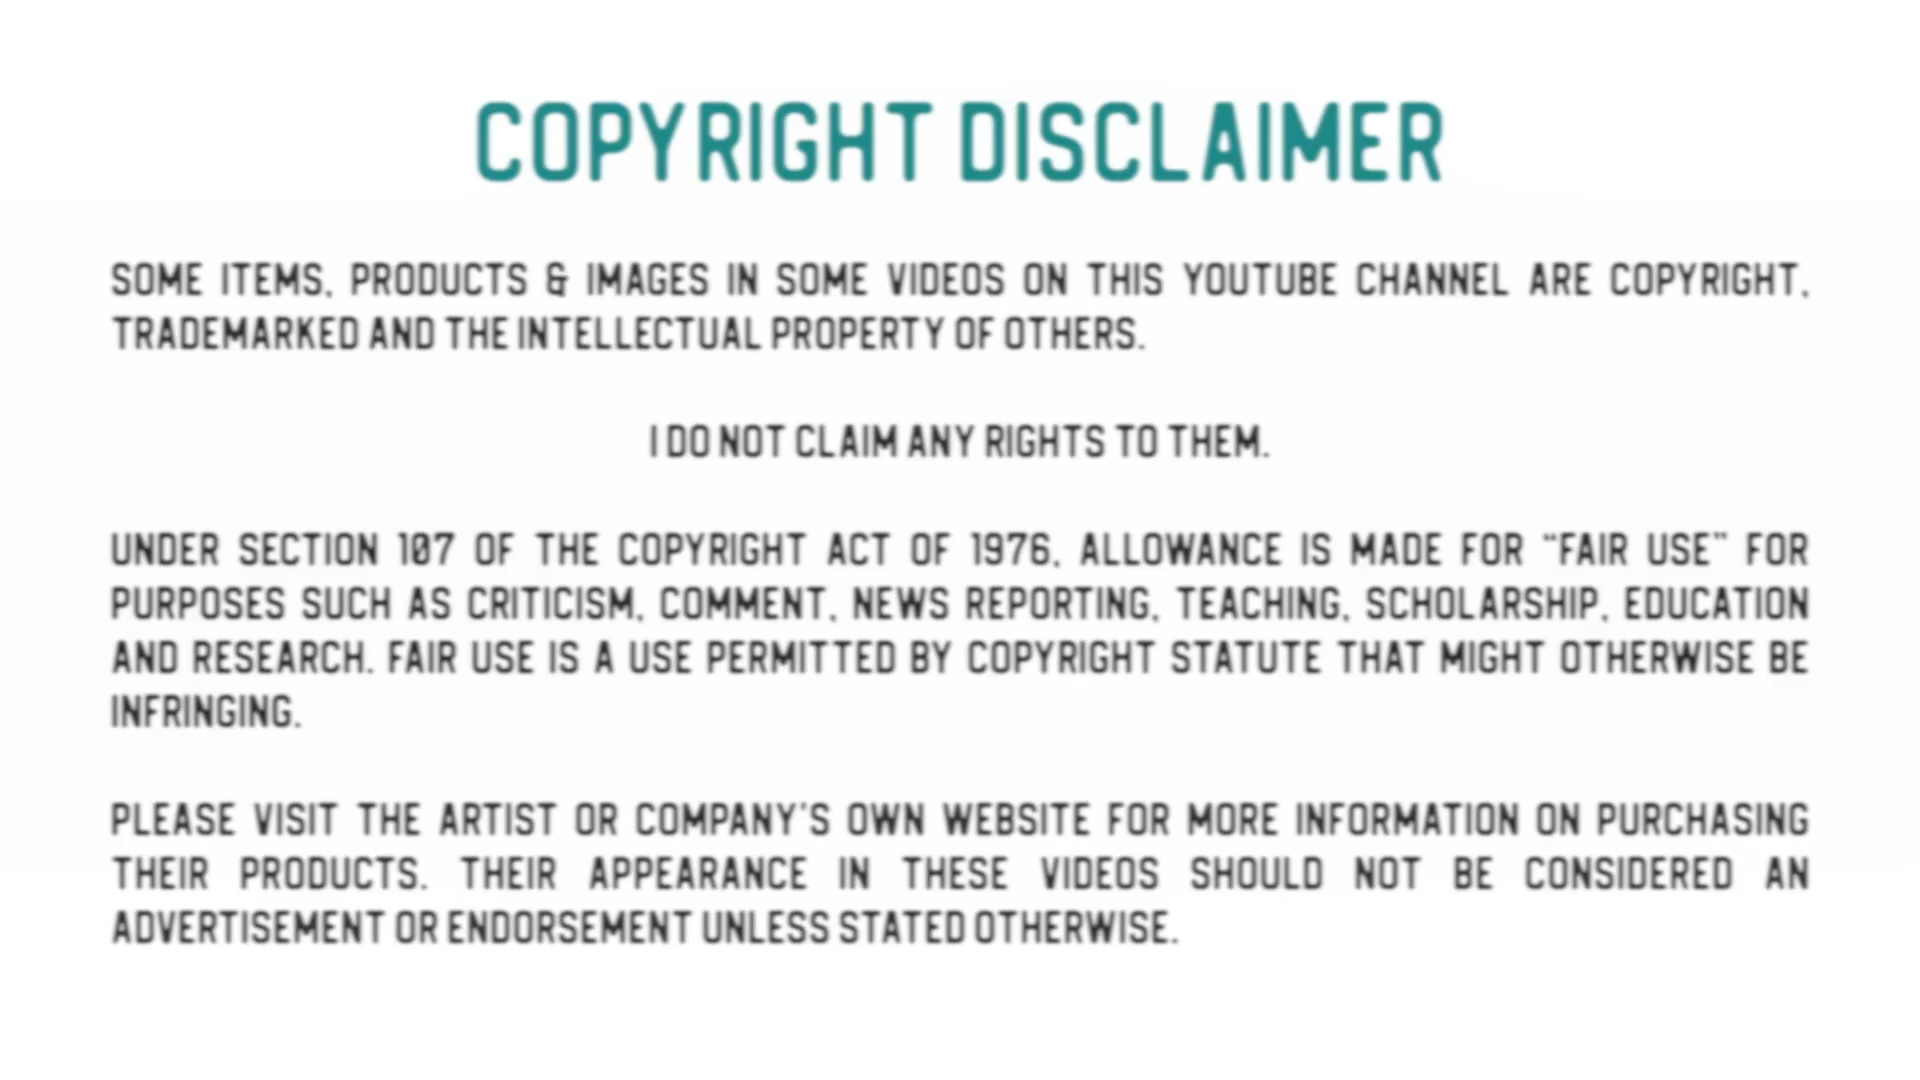 COPYRIGHT DISCLAIMER
SOME ITEMS, PRODUCTS & IMAGES IN SOME VIDEOS ON THIS YOUTUBE CHANNEL ARE COPYRIGHT,
TRADEMARKED AND THE INTELLECTUAL PROPERTY OF OTHERS.
I DO NOT CLAIM ANY RIGHTS TO THEM.
UNDER SECTION 107 OF THE COPYRIGHT ACT OF 1976, ALLOWANCE IS MADE FOR “FAIR USE” FOR
PURPOSES SUCH AS CRITICISM, COMMENT, NEWS REPORTING, TEACHING, SCHOLARSHIP, EDUCATION
AND RESEARCH. FAIR USE IS A USE PERMITTED BY COPYRIGHT STATUTE THAT MIGHT OTHERWISE BE
INFRINGING.
PLEASE VISIT THE ARTIST OR COMPANY'S OWN WEBSITE FOR MORE INFORMATION ON PURCHASING
THEIR PRODUCTS. THEIR APPEARANCE IN THESE VIDEOS SHOULD NOT BE CONSIDERED AN
ADVERTISEMENT OR ENDORSEMENT UNLESS STATED OTHERWISE.